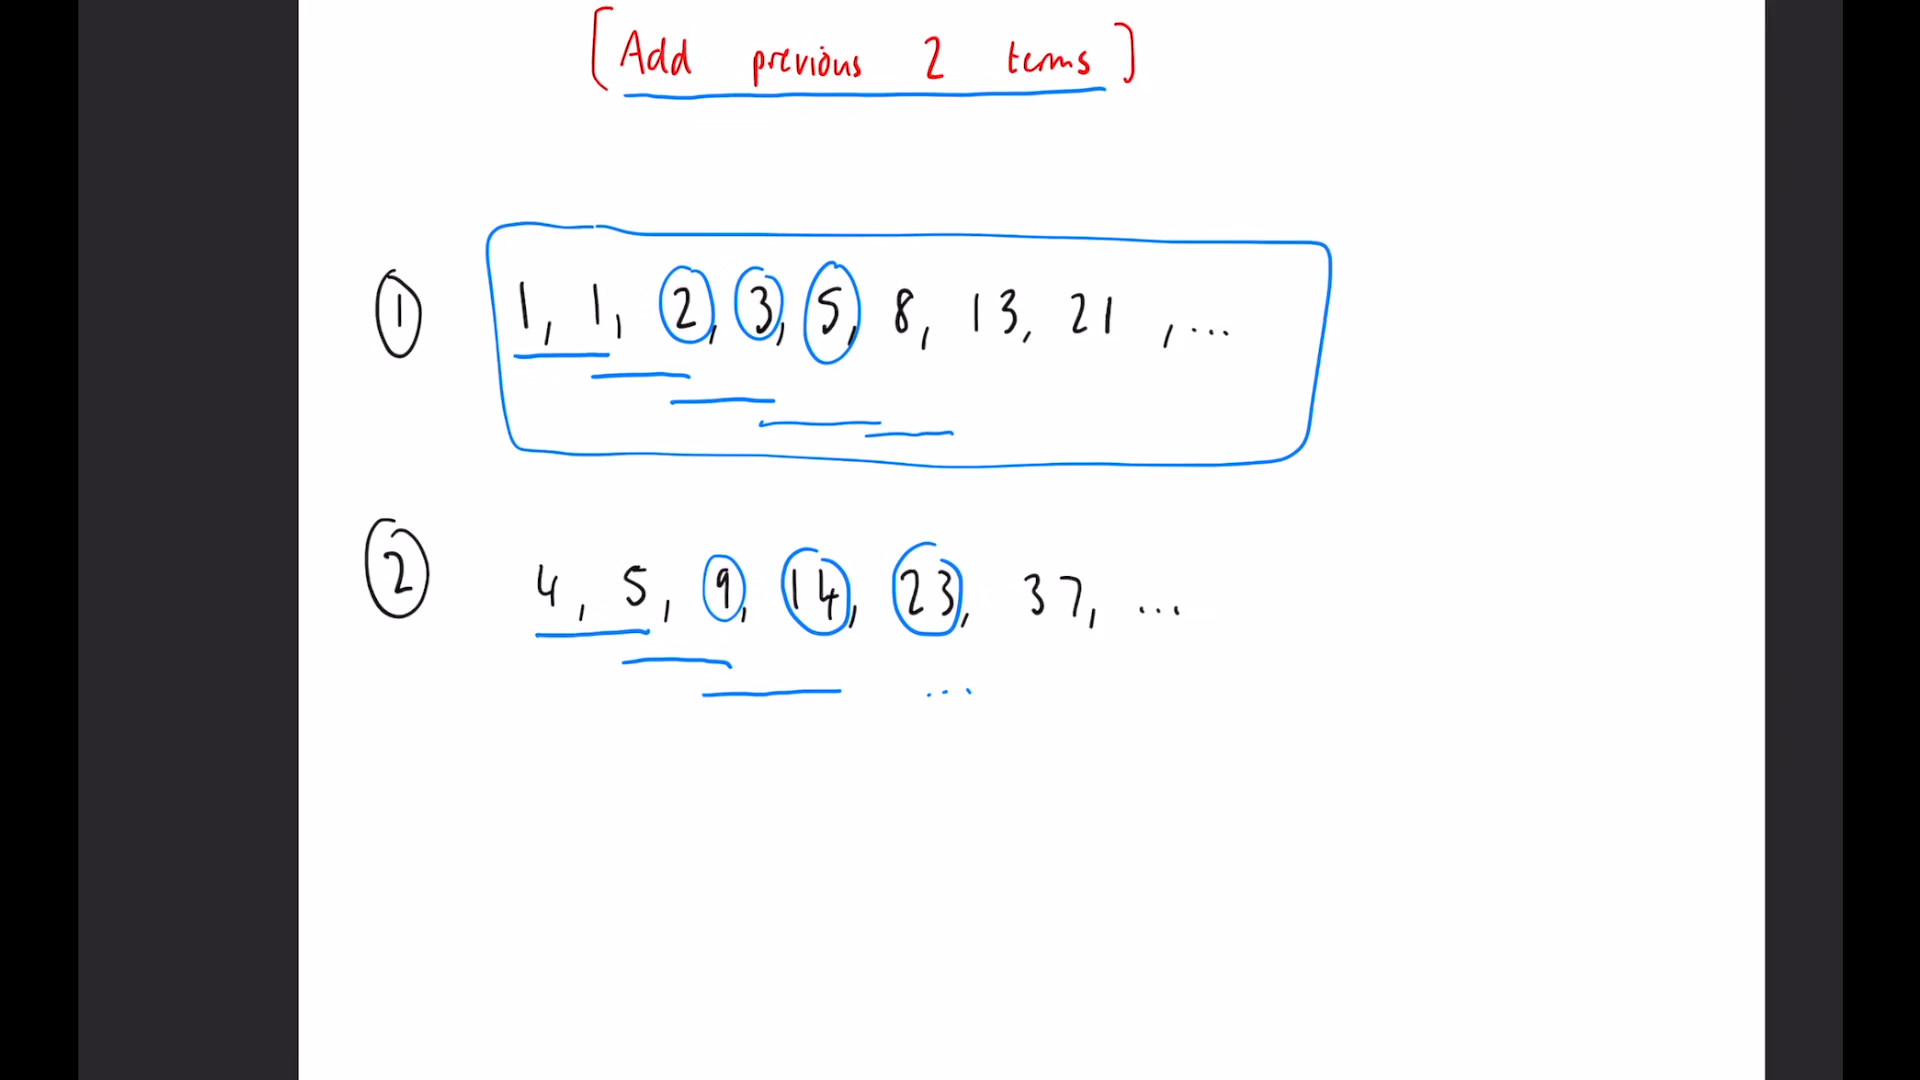 [Add previous 2 terms]
① 1, 1, 2, 3, 5, 8, 13, 21, ...
② 4, 5, 9, 14, 23, 37, ...
...